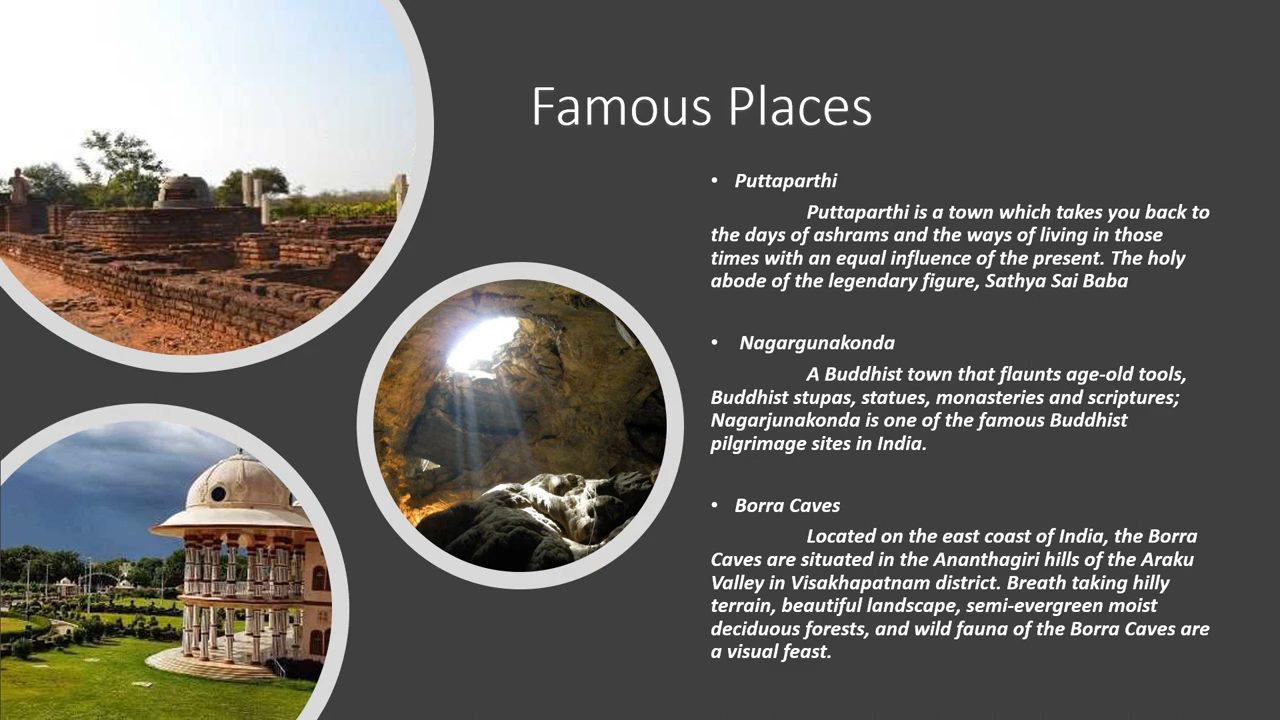 Famous Places
• Puttaparthi
Puttaparthi is a town which takes you back to
the days of ashrams and the ways of living in those
times with an equal influence of the present. The holy
abode of the legendary figure, Sathya Sai Baba
• Nagargunakonda
A Buddhist town that flaunts age-old tools,
Buddhist stupas, statues, monasteries and scriptures;
Nagarjunakonda is one of the famous Buddhist
pilgrimage sites in India.
• Borra Caves
Located on the east coast of India, the Borra
Caves are situated in the Ananthagiri hills of the Araku
Valley in Visakhapatnam district. Breath taking hilly
terrain, beautiful landscape, semi-evergreen moist
deciduous forests, and wild fauna of the Borra Caves are
a visual feast.